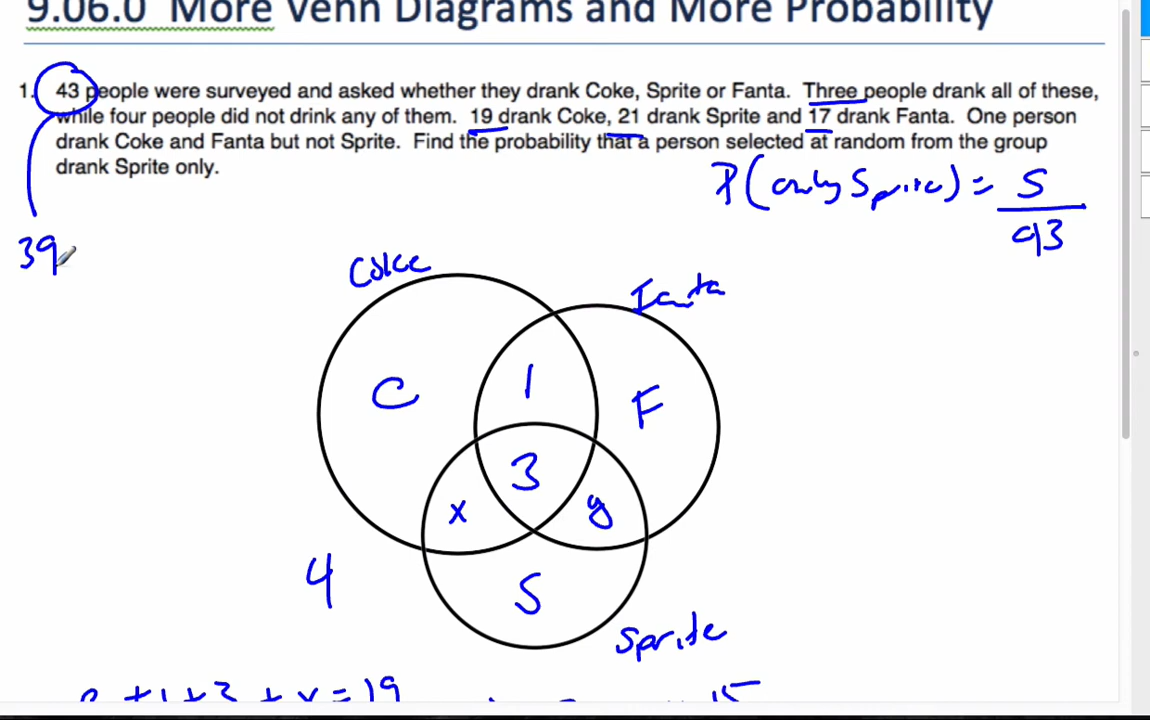 9.06.0 More Venn Diagrams and More Probability
1. 43 people were surveyed and asked whether they drank Coke, Sprite or Fanta. Three people drank all of these,
while four people did not drink any of them. 19 drank Coke, 21 drank Sprite and 17 drank Fanta. One person
drank Coke and Fanta but not Sprite. Find the probability that a person selected at random from the group
drank Sprite only.
P(only Sprite) = S
43
39
Coke
Fanta
C
1
F
3
x
y
4
S
Sprite
+1+3+x=19
15